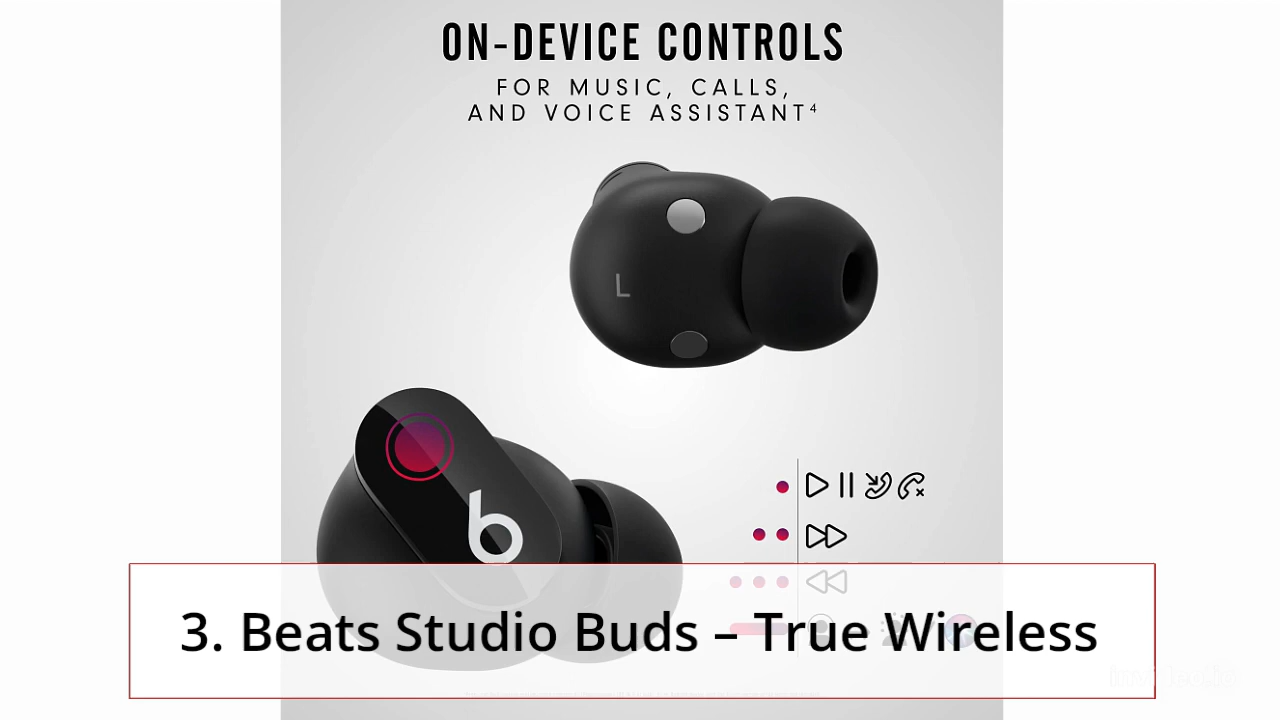 ON-DEVICE CONTROLS
FOR MUSIC, CALLS,
AND VOICE ASSISTANT⁴
L
b
3. Beats Studio Buds – True Wireless